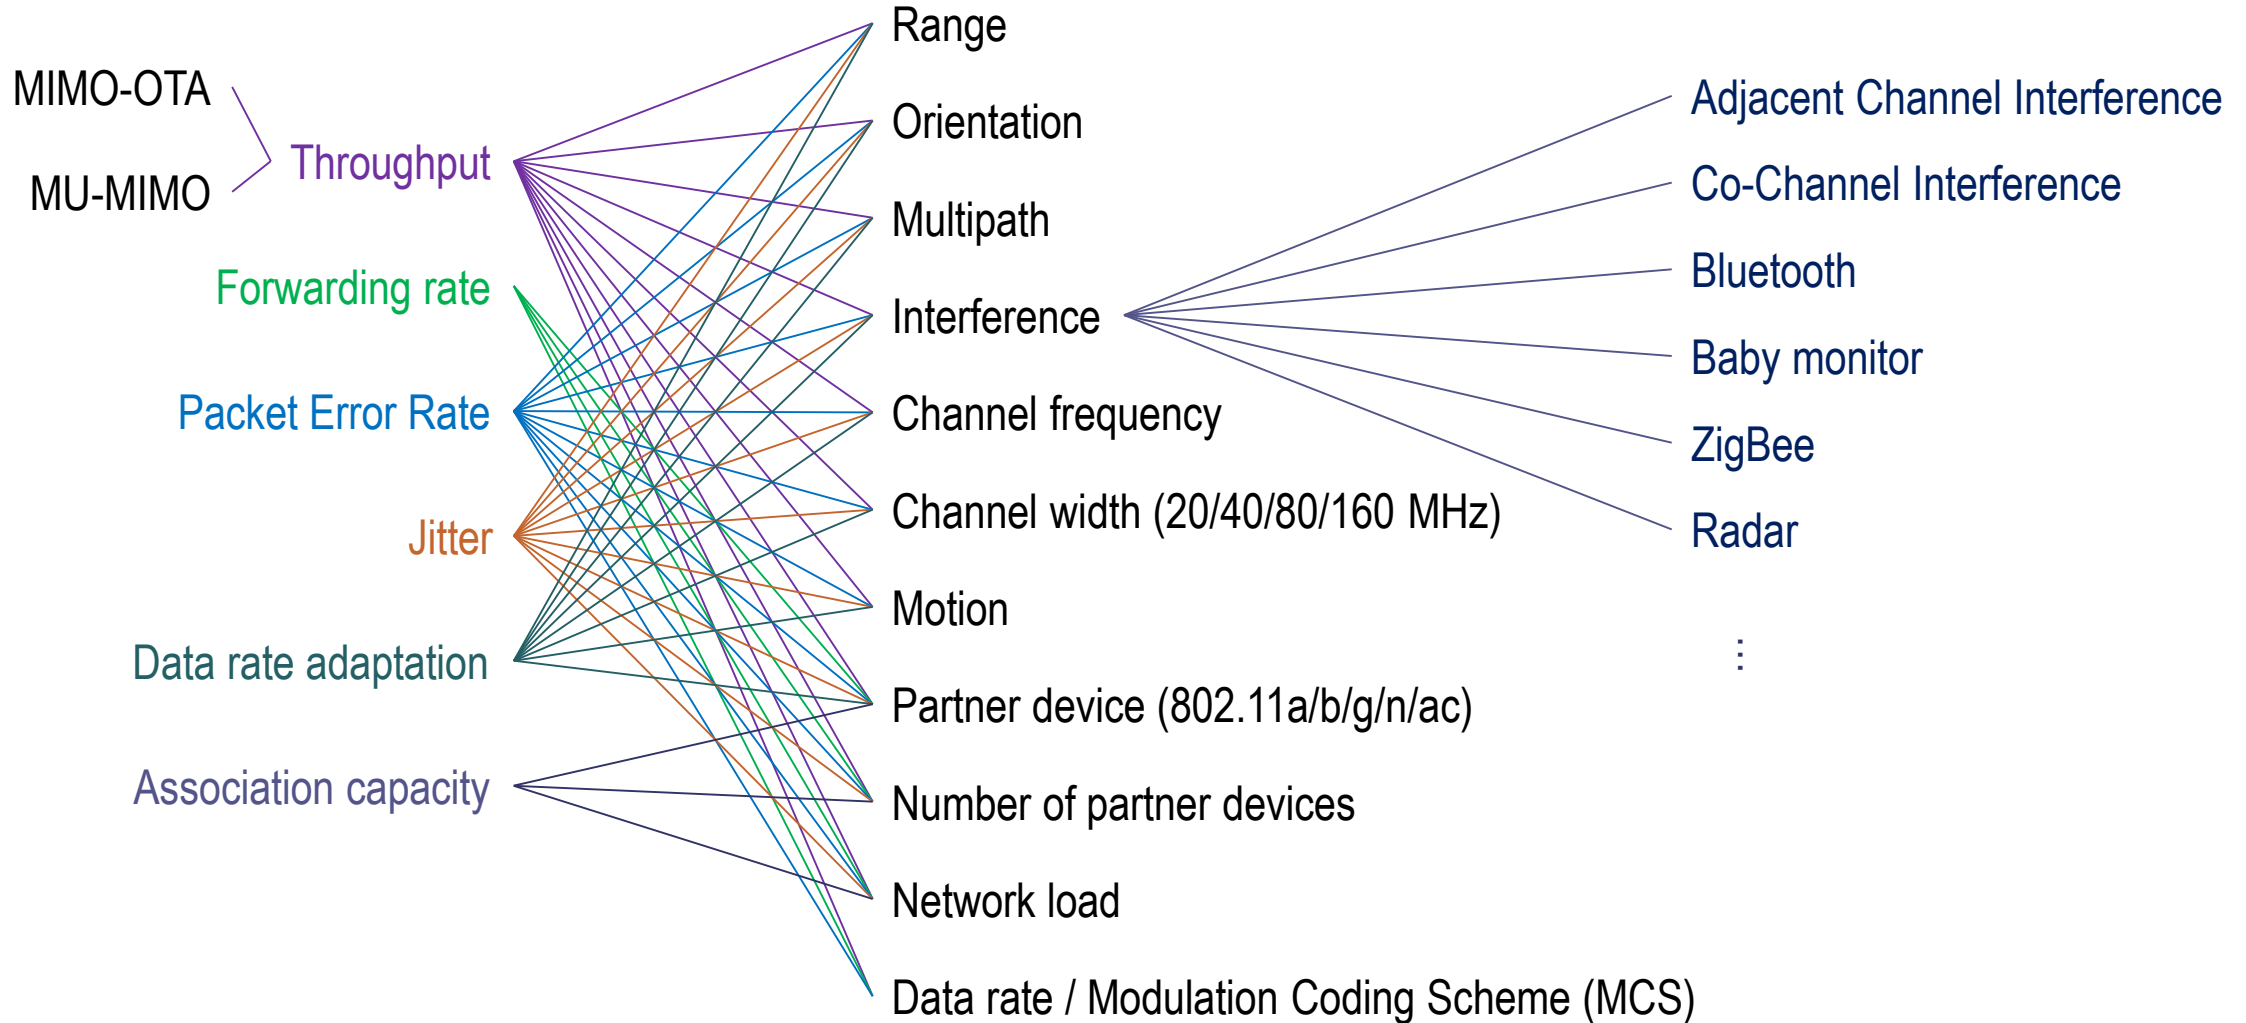 MIMO-OTA
MU-MIMO
Throughput
Forwarding rate
Packet Error Rate
Jitter
Data rate adaptation
Association capacity
Range
Orientation
Multipath
Interference
Channel frequency
Channel width (20/40/80/160 MHz)
Motion
Partner device (802.11a/b/g/n/ac)
Number of partner devices
Network load
Data rate / Modulation Coding Scheme (MCS)
Adjacent Channel Interference
Co-Channel Interference
Bluetooth
Baby monitor
ZigBee
Radar
⋮